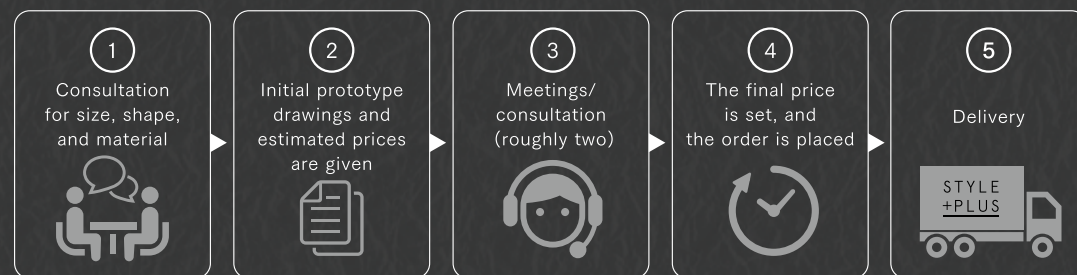 1
Consultation
for size, shape,
and material
2
Initial prototype
drawings and
estimated prices
are given
3
Meetings/
consultation
(roughly two)
4
The final price
is set, and
the order is placed
5
Delivery
STYLE
+PLUS